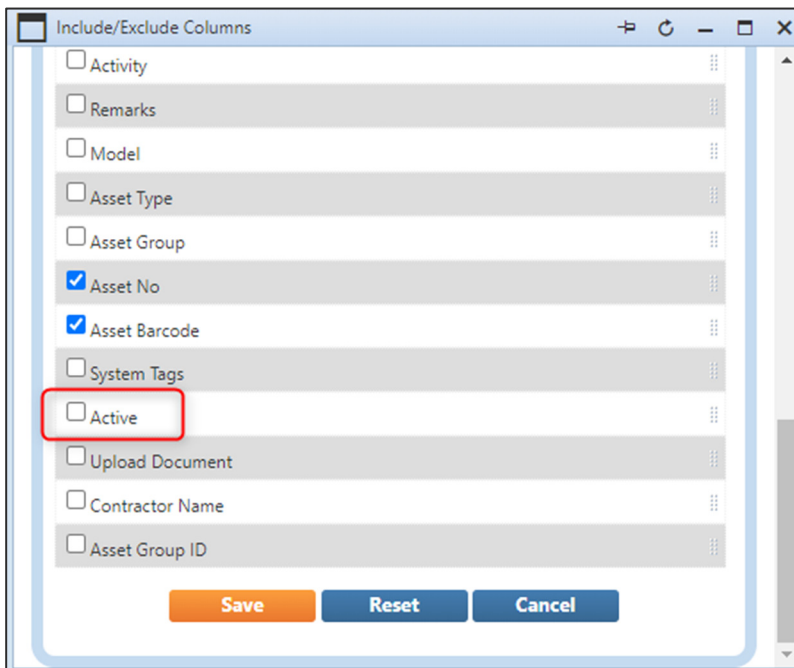 Include/Exclude Columns
Activity
Remarks
Model
Asset Type
Asset Group
Asset No
Asset Barcode
System Tags
Active
Upload Document
Contractor Name
Asset Group ID
Save Reset Cancel